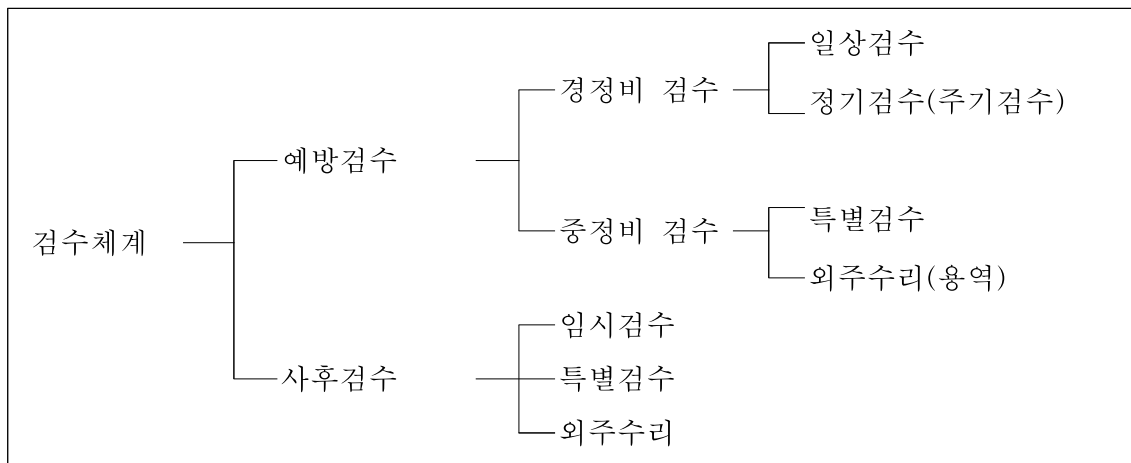 일상검수
경정비 검수
정기검수(주기검수)
예방검수
특별검수
중정비 검수
검수체계
외주수리(용역)
임시검수
사후검수
특별검수
외주수리